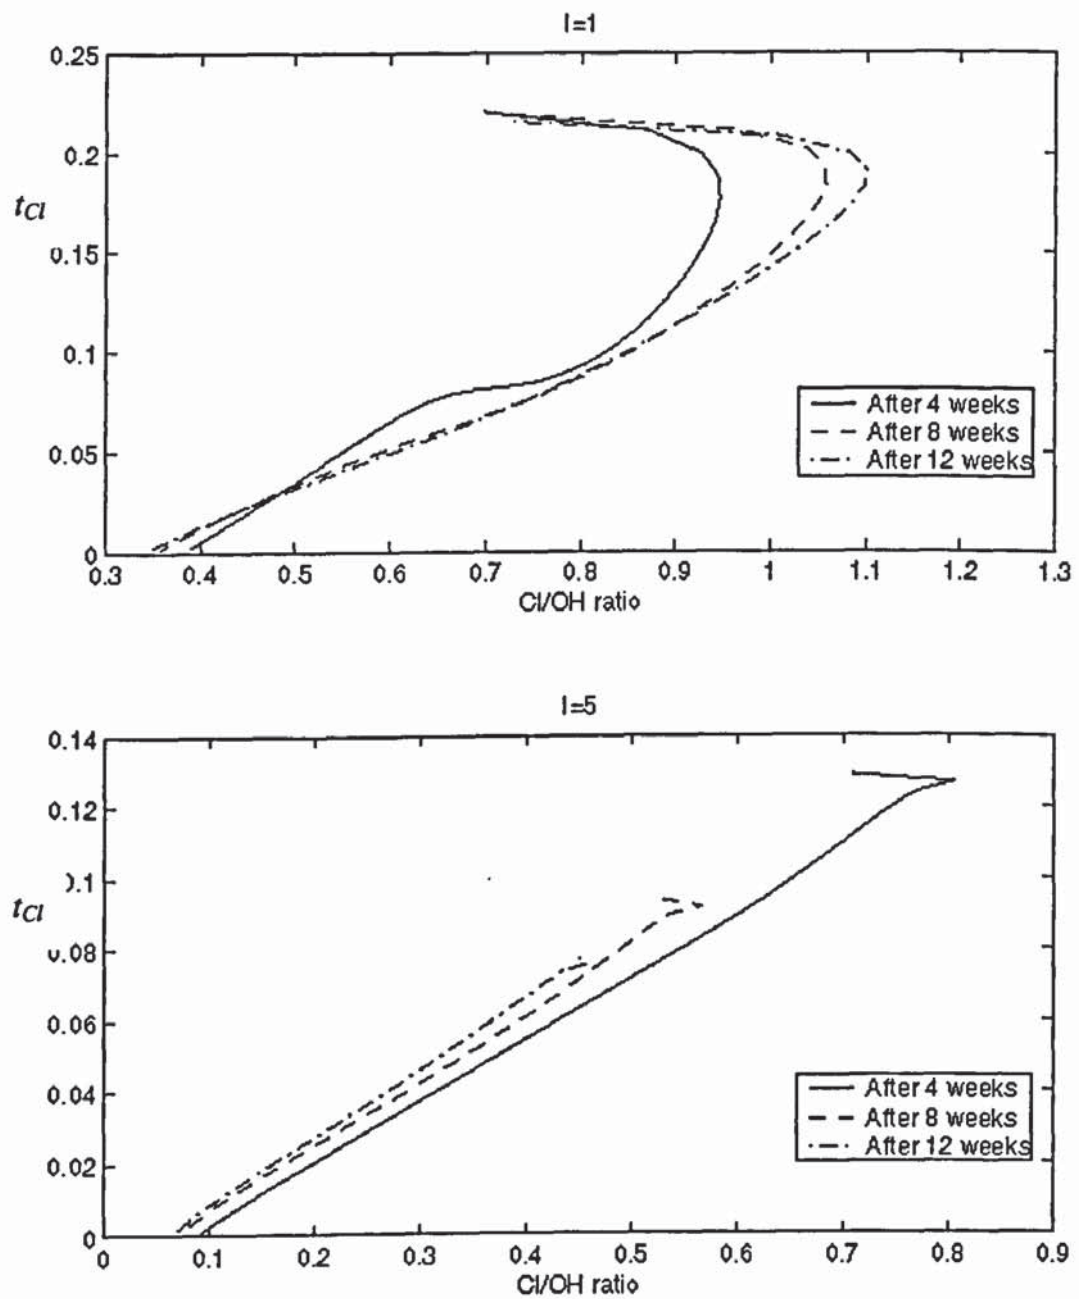 I=1
0.25
0.2
t_Cl
0.15
0.1
0.05
0
0.3 0.4 0.5 0.6 0.7 0.8 0.9 1 1.1 1.2 1.3
Cl/OH ratio
After 4 weeks
After 8 weeks
After 12 weeks
I=5
0.14
0.12
0.1
t_Cl
0.08
0.06
0.04
0.02
0
0 0.1 0.2 0.3 0.4 0.5 0.6 0.7 0.8 0.9
Cl/OH ratio
After 4 weeks
After 8 weeks
After 12 weeks